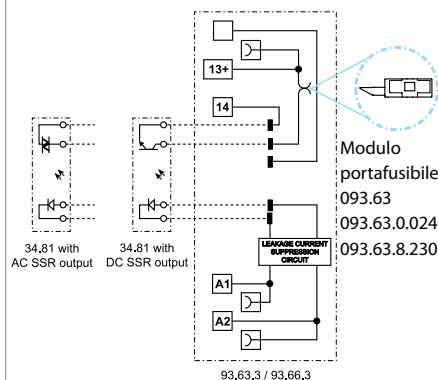 13+
14
A1
A2
LEAKAGE CURRENT
SUPPRESSION
CIRCUIT
34.81 with
AC SSR output
34.81 with
DC SSR output
93.63.3 / 93.66.3
Modulo
portafusibile
093.63
093.63.0.024
093.63.8.230